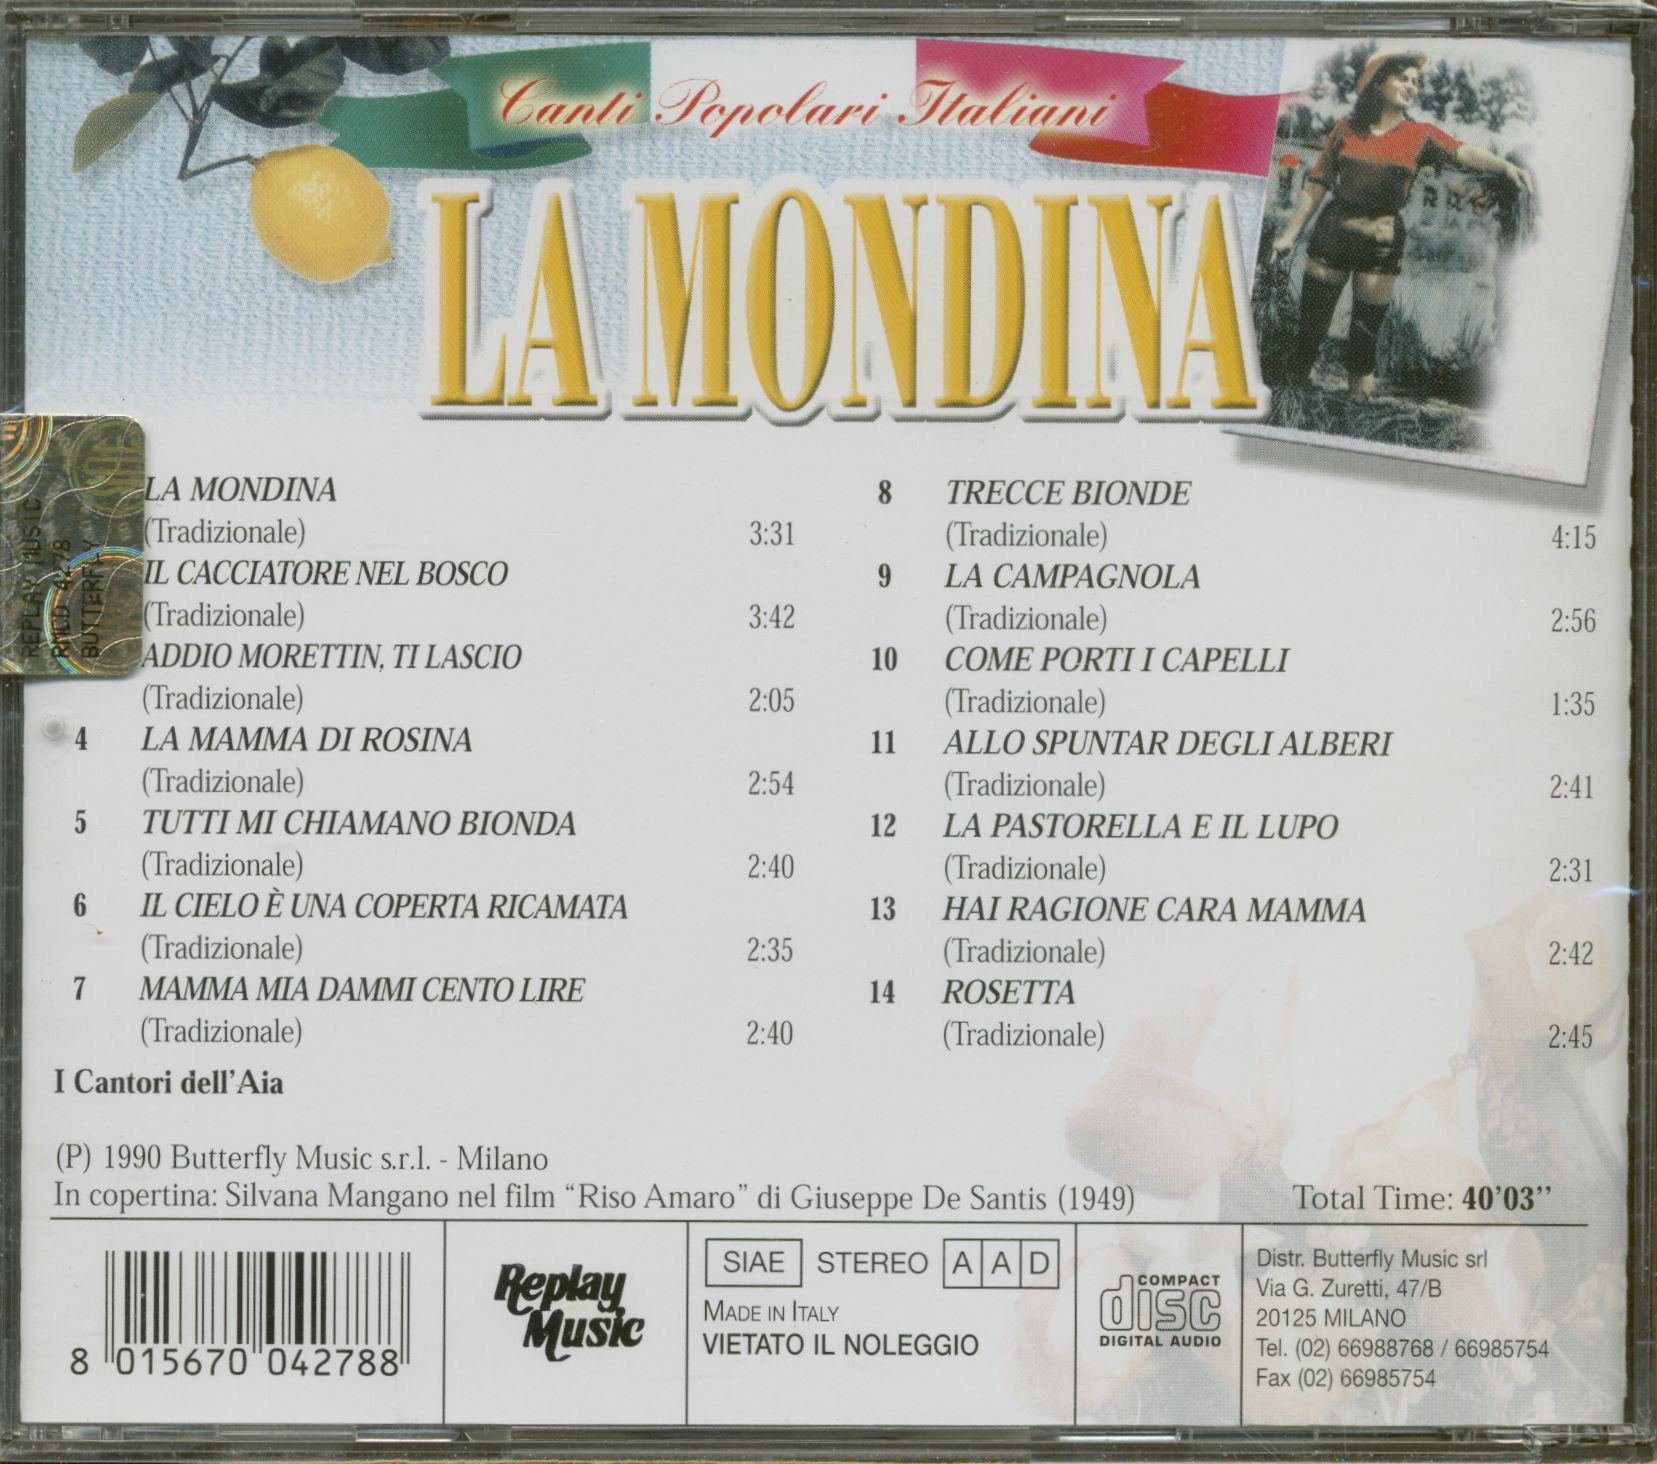 Canti Popolari Italiani
LA MONDINA
REPLAY MUSIC
RMCD 4278
BUTTERFLY
LA MONDINA
(Tradizionale) 3:31
IL CACCIATORE NEL BOSCO
(Tradizionale) 3:42
ADDIO MORETTIN, TI LASCIO
(Tradizionale) 2:05
4 LA MAMMA DI ROSINA
(Tradizionale) 2:54
5 TUTTI MI CHIAMANO BIONDA
(Tradizionale) 2:40
6 IL CIELO È UNA COPERTA RICAMATA
(Tradizionale) 2:35
7 MAMMA MIA DAMMI CENTO LIRE
(Tradizionale) 2:40
8 TRECCE BIONDE
(Tradizionale) 4:15
9 LA CAMPAGNOLA
(Tradizionale) 2:56
10 COME PORTI I CAPELLI
(Tradizionale) 1:35
11 ALLO SPUNTAR DEGLI ALBERI
(Tradizionale) 2:41
12 LA PASTORELLA E IL LUPO
(Tradizionale) 2:31
13 HAI RAGIONE CARA MAMMA
(Tradizionale) 2:42
14 ROSETTA
(Tradizionale) 2:45
I Cantori dell'Aia
(P) 1990 Butterfly Music s.r.l. - Milano
In copertina: Silvana Mangano nel film “Riso Amaro” di Giuseppe De Santis (1949)
Total Time: 40'03''
8 015670 042788
Replay
Music
SIAE STEREO AAD
MADE IN ITALY
VIETATO IL NOLEGGIO
COMPACT
disc
DIGITAL AUDIO
Distr. Butterfly Music srl
Via G. Zuretti, 47/B
20125 MILANO
Tel. (02) 66988768 / 66985754
Fax (02) 66985754